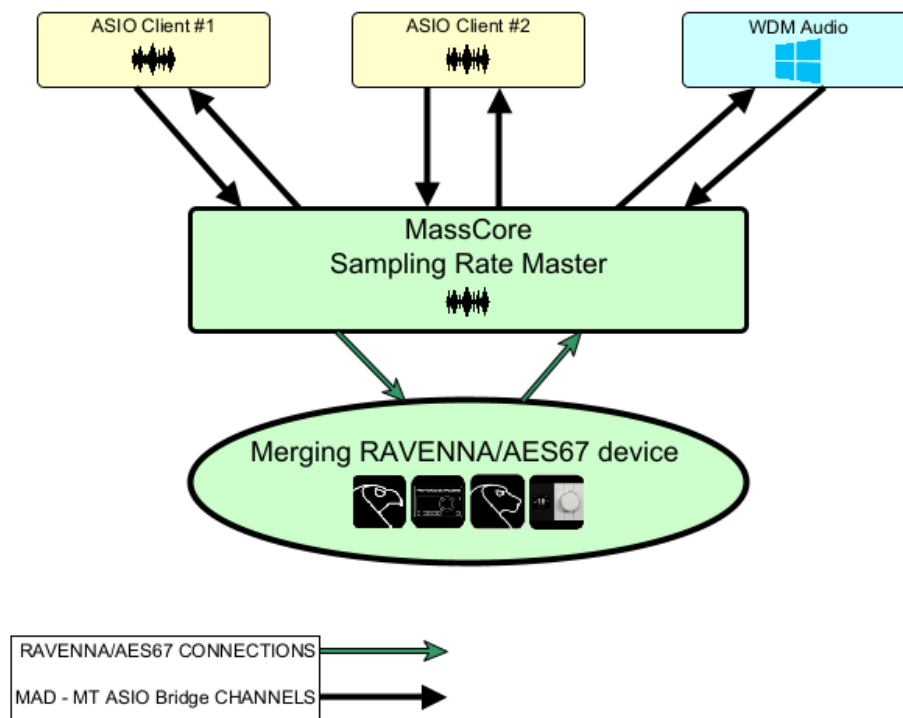 ASIO Client #1
ASIO Client #2
WDM Audio
MassCore
Sampling Rate Master
Merging RAVENNA/AES67 device
RAVENNA/AES67 CONNECTIONS
MAD - MT ASIO Bridge CHANNELS